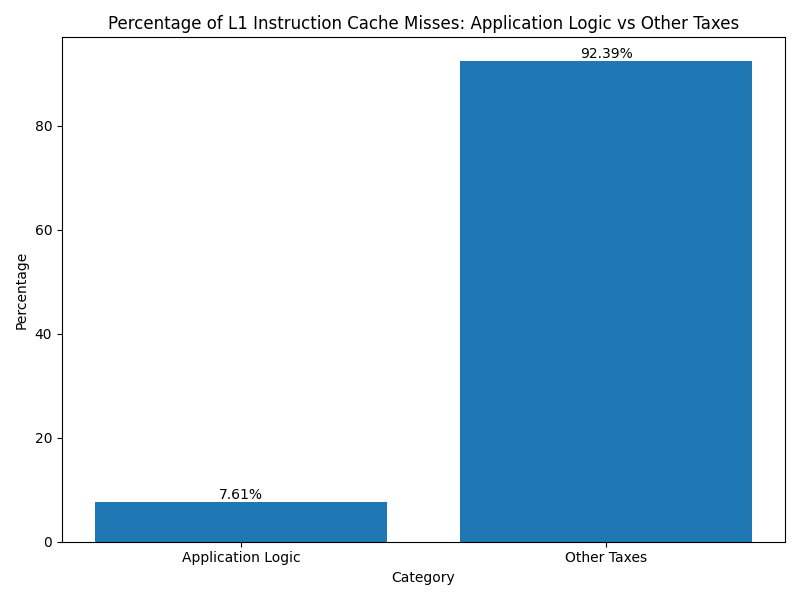 Percentage of L1 Instruction Cache Misses: Application Logic vs Other Taxes
92.39%
80
60
Percentage
40
20
7.61%
0
Application Logic
Other Taxes
Category